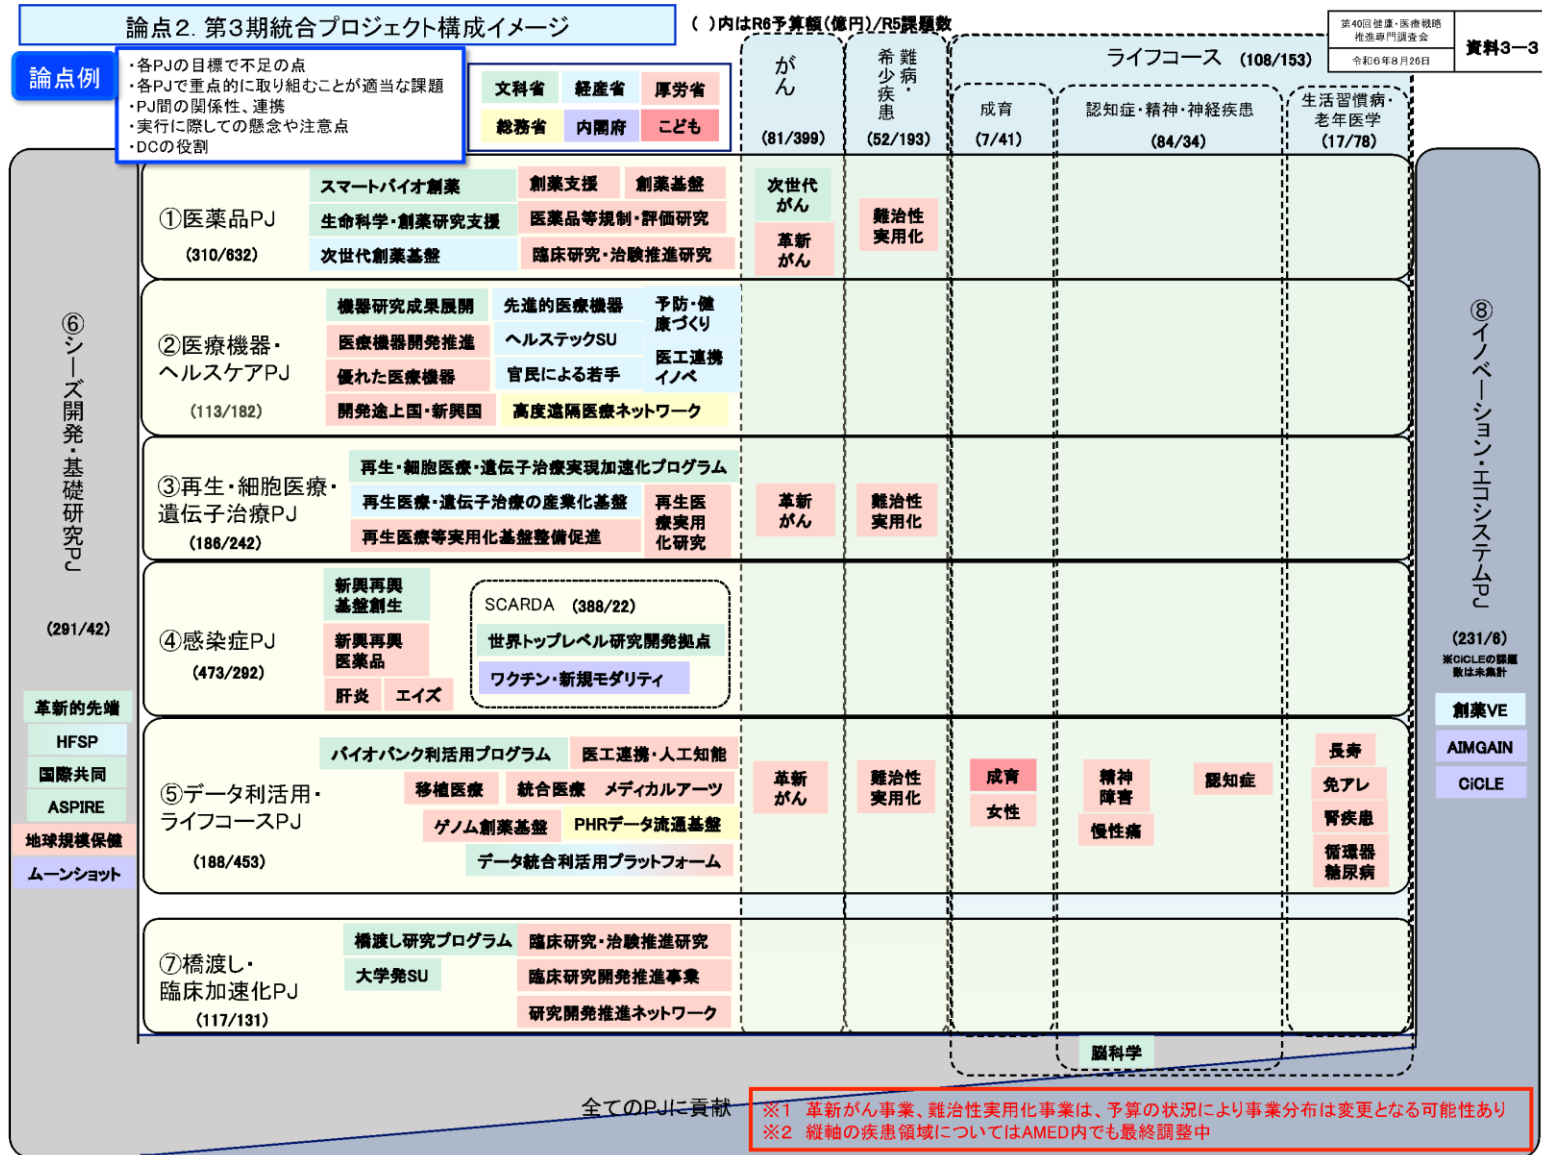 論点2. 第3期統合プロジェクト構成イメージ
( )内はR6予算額(億円)/R5課題数
第40回健康・医療戦略
推進専門調査会
令和6年8月26日
資料3ー3
論点例
・各PJの目標で不足の点
・各PJで重点的に取り組むことが適当な課題
・PJ間の関係性、連携
・実行に際しての懸念や注意点
・DCの役割
文科省 経産省 厚労省
総務省 内閣府 こども
がん
(81/399)
難病・
希少疾患
(52/193)
ライフコース (108/153)
成育
(7/41)
認知症・精神・神経疾患
(84/34)
生活習慣病・
老年医学
(17/78)
⑥シーズ開発・基礎研究PJ
(291/42)
革新的先端
HFSP
国際共同
ASPIRE
地球規模保健
ムーンショット
①医薬品PJ
(310/632)
スマートバイオ創薬
創薬支援
創薬基盤
生命科学・創薬研究支援
医薬品等規制・評価研究
次世代創薬基盤
臨床研究・治験推進研究
次世代
がん
革新
がん
難治性
実用化
②医療機器・
ヘルスケアPJ
(113/182)
機器研究成果展開
先進的医療機器
予防・健
康づくり
医療機器開発推進
ヘルステックSU
医工連携
イノベ
優れた医療機器
官民による若手
開発途上国・新興国
高度遠隔医療ネットワーク
③再生・細胞医療・
遺伝子治療PJ
(186/242)
再生・細胞医療・遺伝子治療実現加速化プログラム
再生医療・遺伝子治療の産業化基盤
再生医療等実用化基盤整備促進
再生医
療実用
化研究
革新
がん
難治性
実用化
④感染症PJ
(473/292)
新興再興
基盤創生
新興再興
医薬品
肝炎
エイズ
SCARDA (388/22)
世界トップレベル研究開発拠点
ワクチン・新規モダリティ
⑤データ利活用・
ライフコースPJ
(188/453)
バイオバンク利活用プログラム
医工連携・人工知能
移植医療
統合医療
メディカルアーツ
ゲノム創薬基盤
PHRデータ流通基盤
データ統合利活用プラットフォーム
革新
がん
難治性
実用化
成育
女性
精神
障害
慢性痛
認知症
長寿
免アレ
腎疾患
循環器
糖尿病
⑦橋渡し・
臨床加速化PJ
(117/131)
橋渡し研究プログラム
臨床研究・治験推進研究
大学発SU
臨床研究開発推進事業
研究開発推進ネットワーク
脳科学
⑧イノベーション・エコシステムPJ
(231/6)
※CiCLEの課題
数は未集計
創薬VE
AIMGAIN
CiCLE
全てのPJに貢献
※1 革新がん事業、難治性実用化事業は、予算の状況により事業分布は変更となる可能性あり
※2 縦軸の疾患領域についてはAMED内でも最終調整中